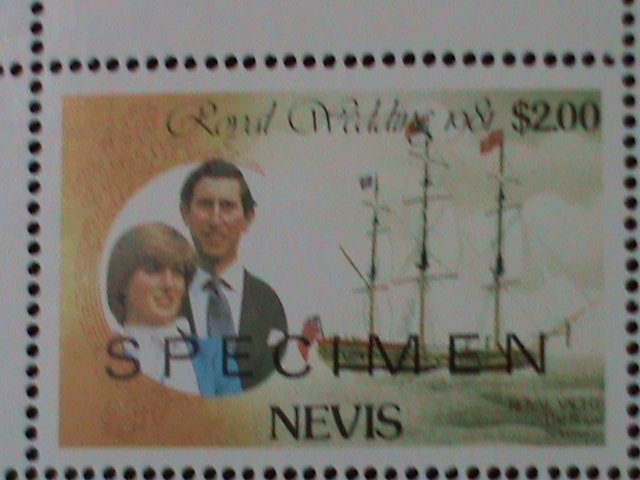 Royal Wedding 1981 $2.00
SPECIMEN
NEVIS